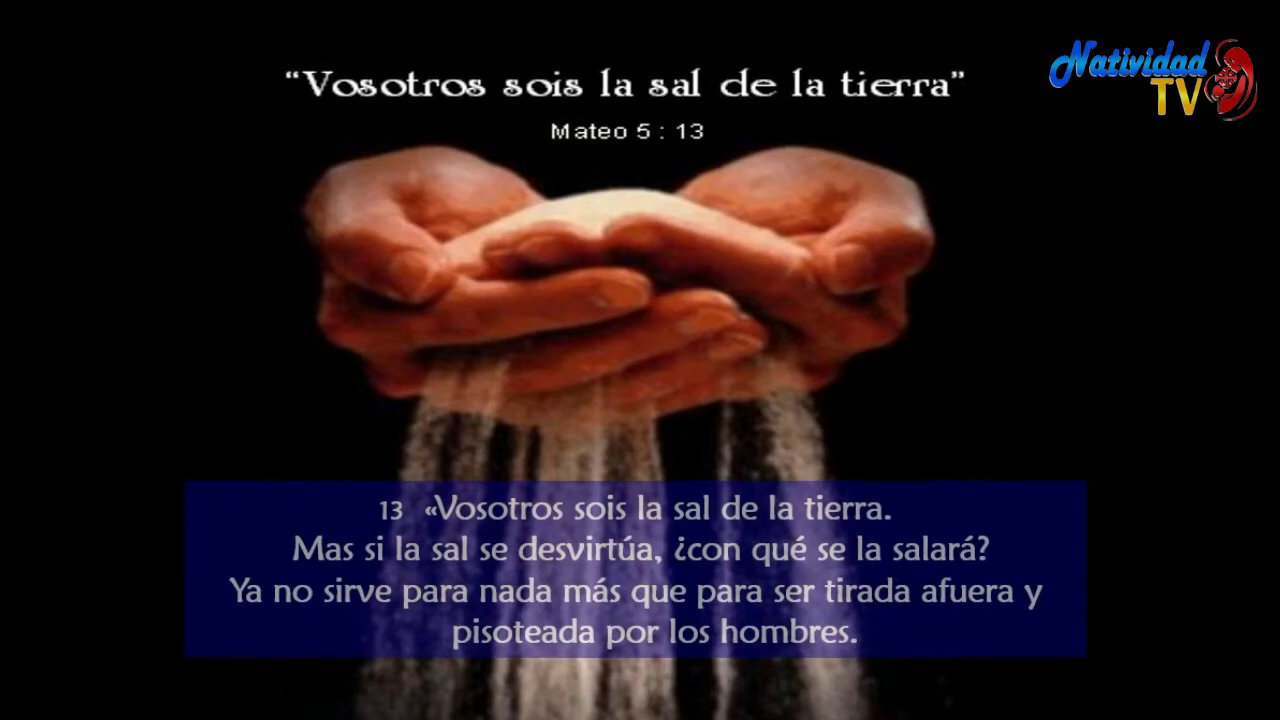 “Vosotros sois la sal de la tierra”
Mateo 5 : 13
Natividad
TV
13 «Vosotros sois la sal de la tierra.
Mas si la sal se desvirtúa, ¿con qué se la salará?
Ya no sirve para nada más que para ser tirada afuera y
pisoteada por los hombres.